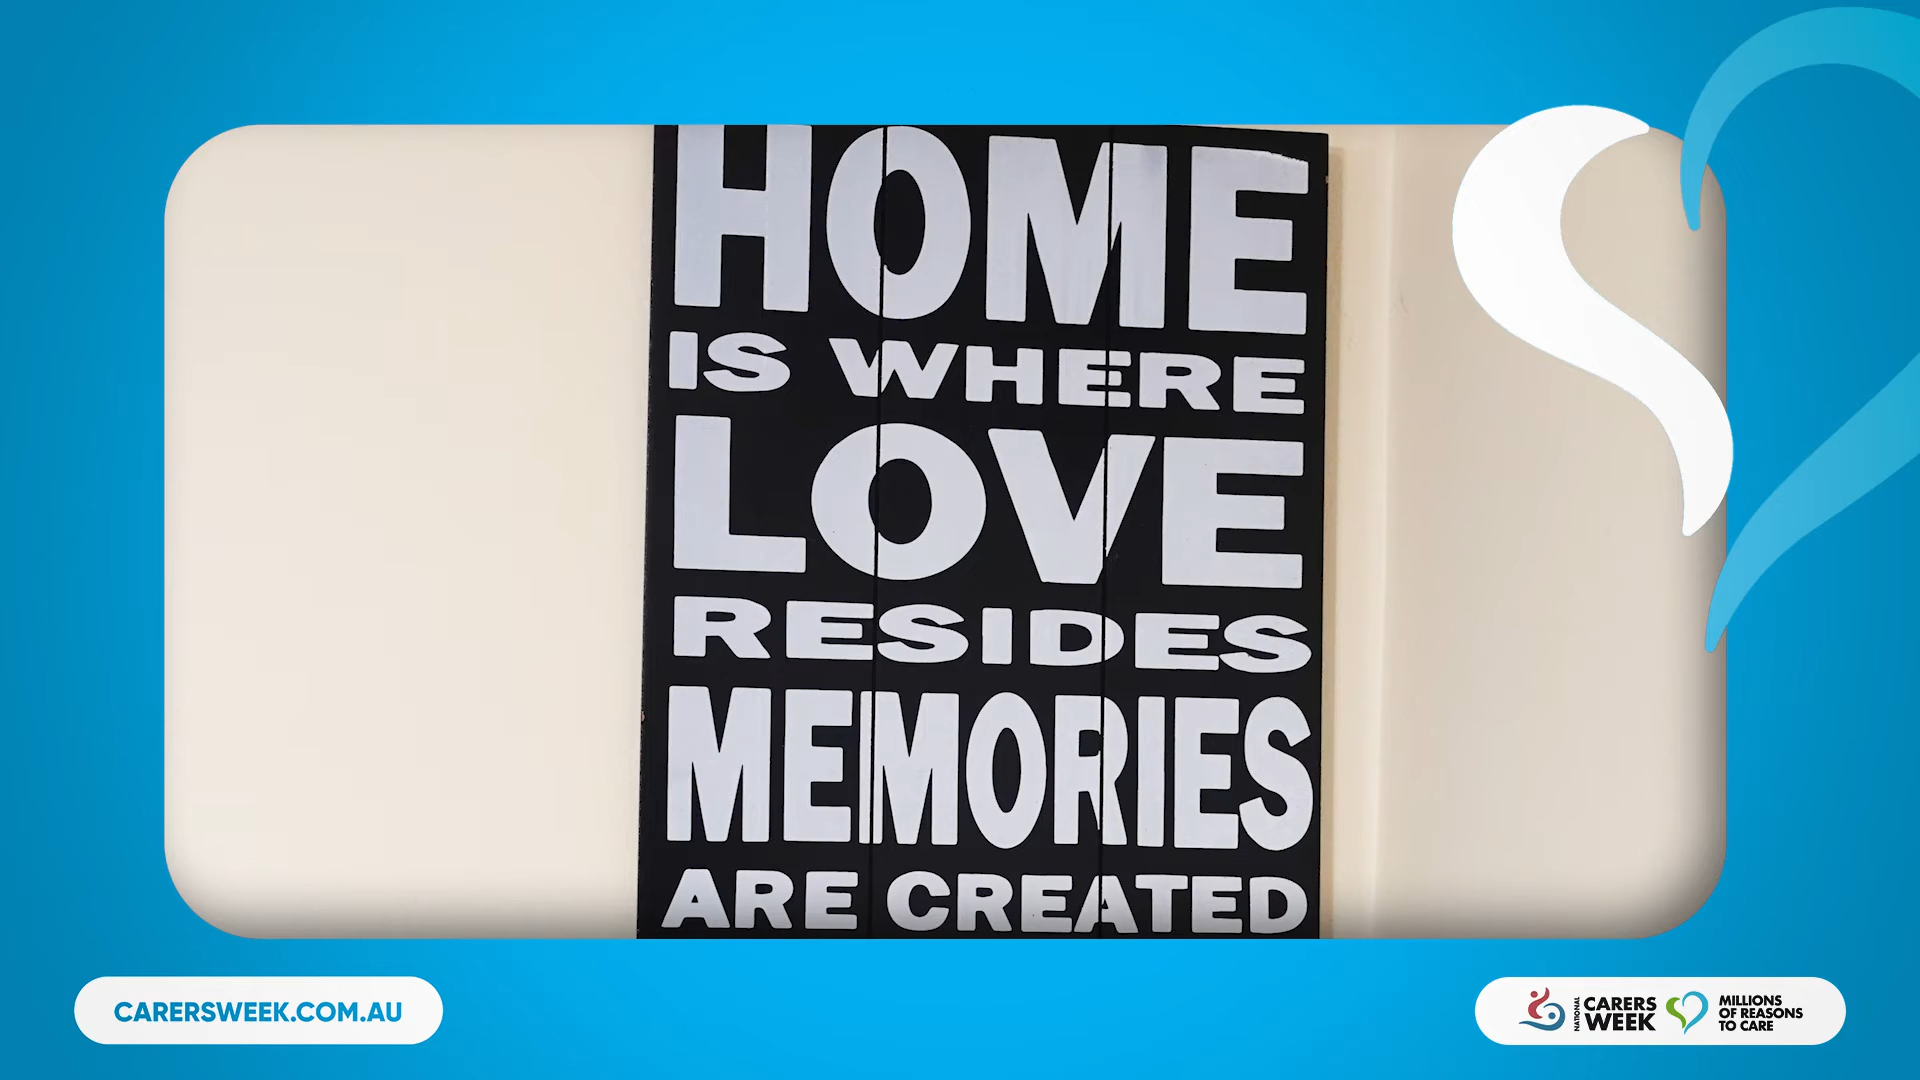 HOME
IS WHERE
LOVE
RESIDES
MEMORIES
ARE CREATED
CARERSWEEK.COM.AU
NATIONAL
CARERS
WEEK
MILLIONS
OF REASONS
TO CARE